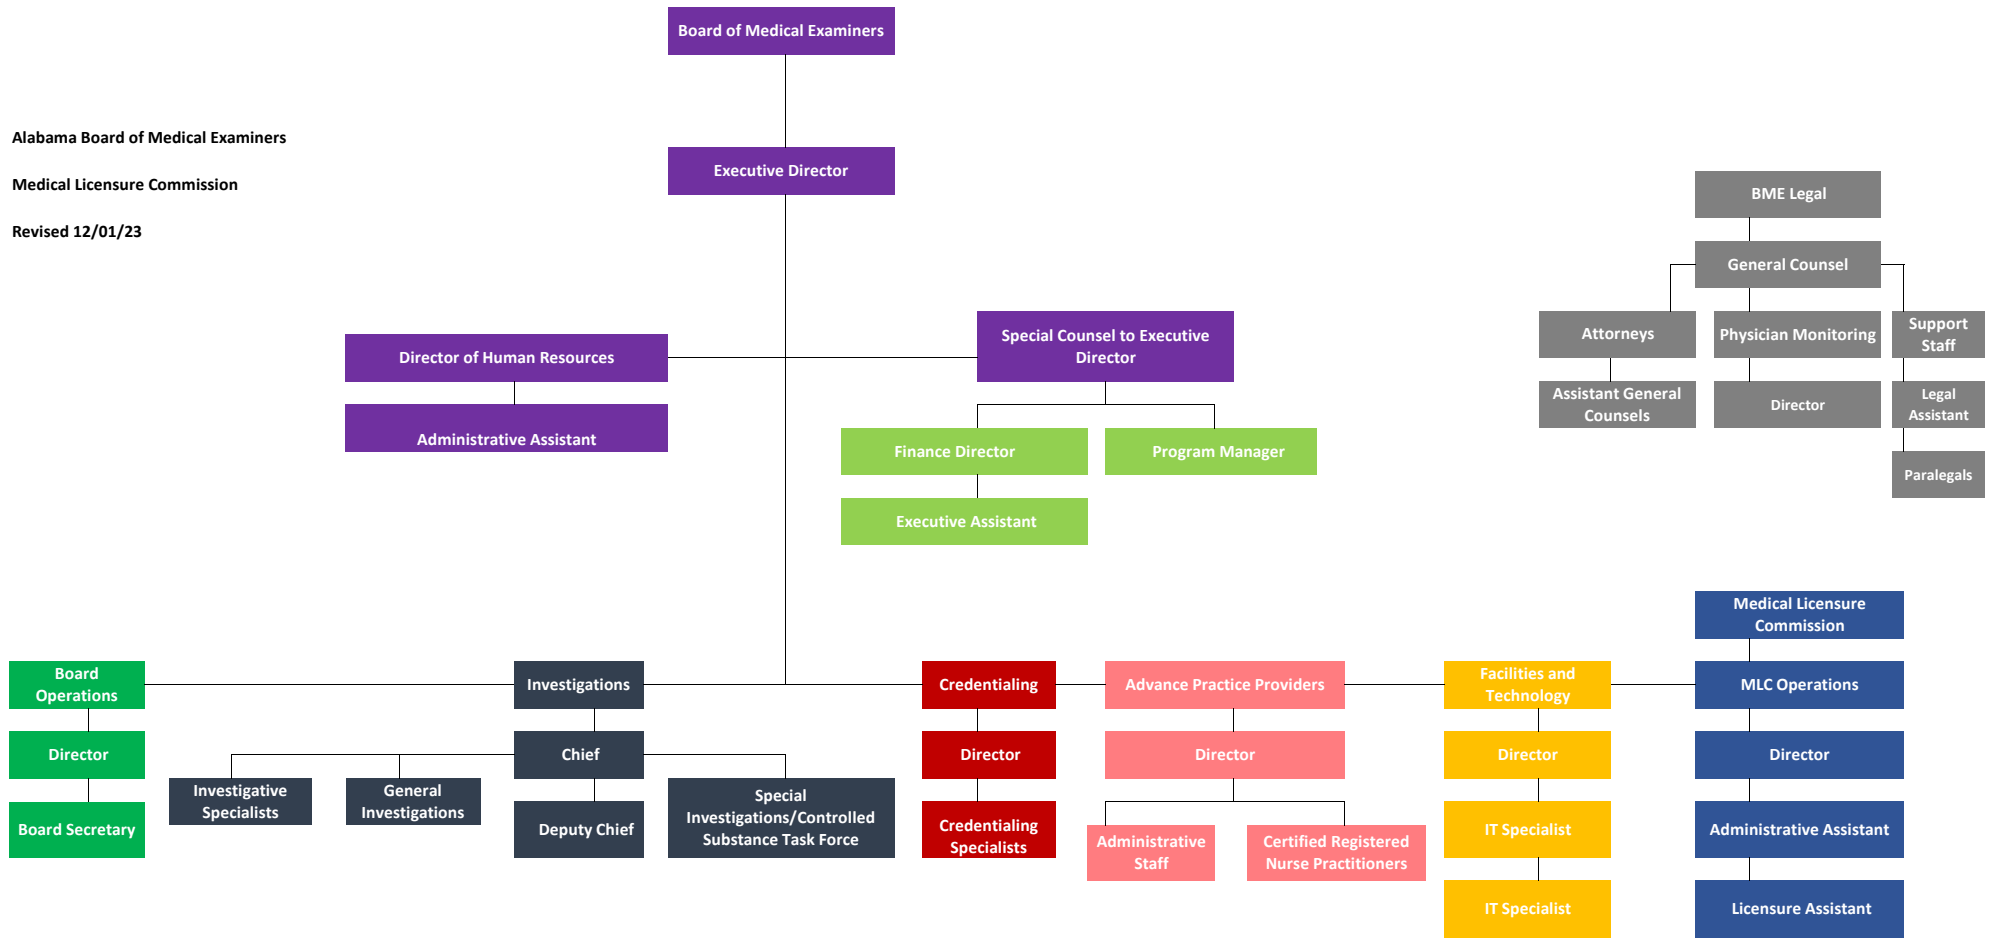 Board of Medical Examiners
Alabama Board of Medical Examiners
Medical Licensure Commission
Revised 12/01/23
Executive Director
BME Legal
General Counsel
Director of Human Resources
Administrative Assistant
Special Counsel to Executive
Director
Finance Director
Program Manager
Executive Assistant
Attorneys
Assistant General
Counsels
Physician Monitoring
Director
Support
Staff
Legal
Assistant
Paralegals
Board
Operations
Director
Board Secretary
Investigations
Chief
Investigative
Specialists
General
Investigations
Deputy Chief
Special
Investigations/Controlled
Substance Task Force
Credentialing
Director
Credentialing
Specialists
Advance Practice Providers
Director
Administrative
Staff
Certified Registered
Nurse Practitioners
Facilities and
Technology
Director
IT Specialist
IT Specialist
Medical Licensure
Commission
MLC Operations
Director
Administrative Assistant
Licensure Assistant